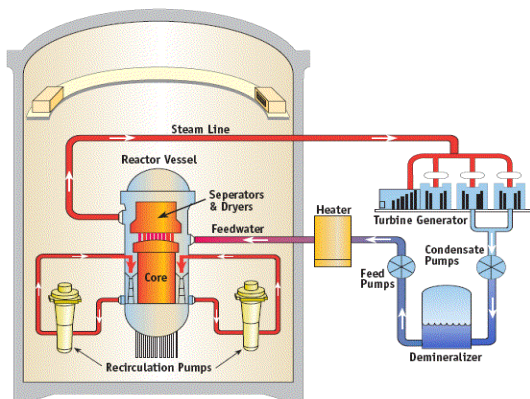 Steam Line
Reactor Vessel
Seperators
& Dryers
Heater
Turbine Generator
Feedwater
Condensate
Pumps
Feed
Pumps
Core
Demineralizer
Recirculation Pumps